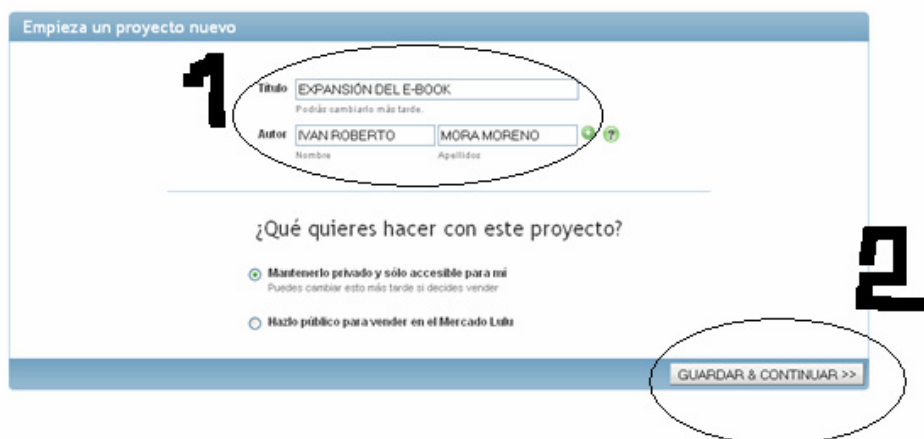 Empieza un proyecto nuevo
1
Título EXPANSIÓN DEL E-BOOK
Podrás cambiarlo más tarde.
Autor IVAN ROBERTO MORA MORENO ?
Nombre Apellidos
¿Qué quieres hacer con este proyecto?
Mantenerlo privado y sólo accesible para mí
Puedes cambiar esto más tarde si decides vender
Hazlo público para vender en el Mercado Lulu
2
GUARDAR & CONTINUAR >>